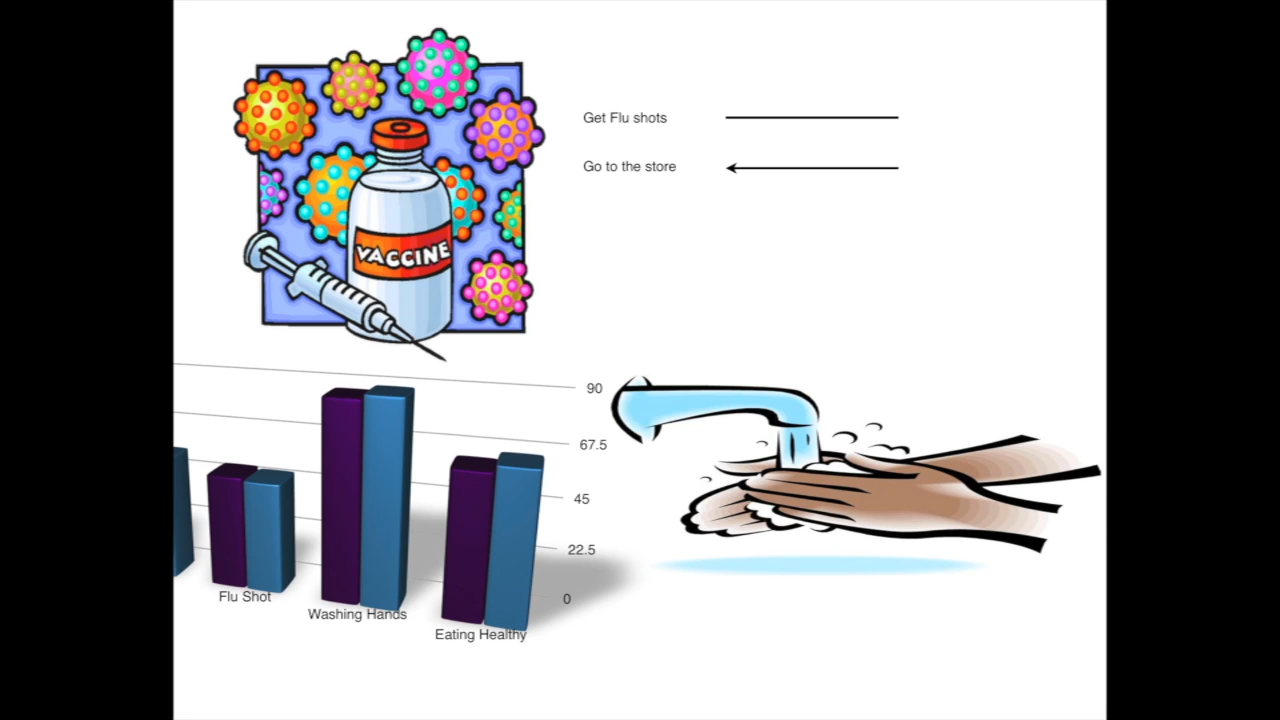 Get Flu shots
Go to the store
VACCINE
90
67.5
45
22.5
0
Flu Shot
Washing Hands
Eating Healthy